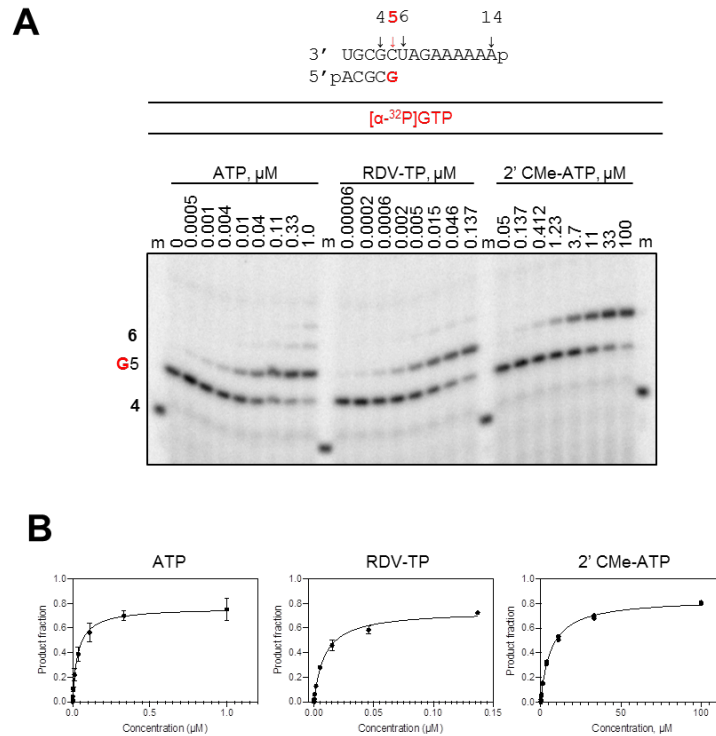 A
4 5 6 14
3' UGCGCUAGAAAAAAp
5'pACGCG
[α-³²P]GTP
ATP, µM RDV-TP, µM 2' CMe-ATP, µM
m 0 0.0005 0.001 0.004 0.01 0.04 0.11 0.33 1.0 m 0.00006 0.0002 0.0006 0.002 0.005 0.015 0.046 0.137 m 0.05 0.137 0.412 1.23 3.7 11 33 100 m
6
G5
4
B
ATP RDV-TP 2' CMe-ATP
Product fraction 1.0 0.8 0.6 0.4 0.2 0.0 Product fraction 1.0 0.8 0.6 0.4 0.2 0.0 Product fraction 1.0 0.8 0.6 0.4 0.2 0.0
0.0 0.5 1.0 0.00 0.05 0.10 0.15 0 50 100
Concentration (µM) Concentration (µM) Concentration, µM